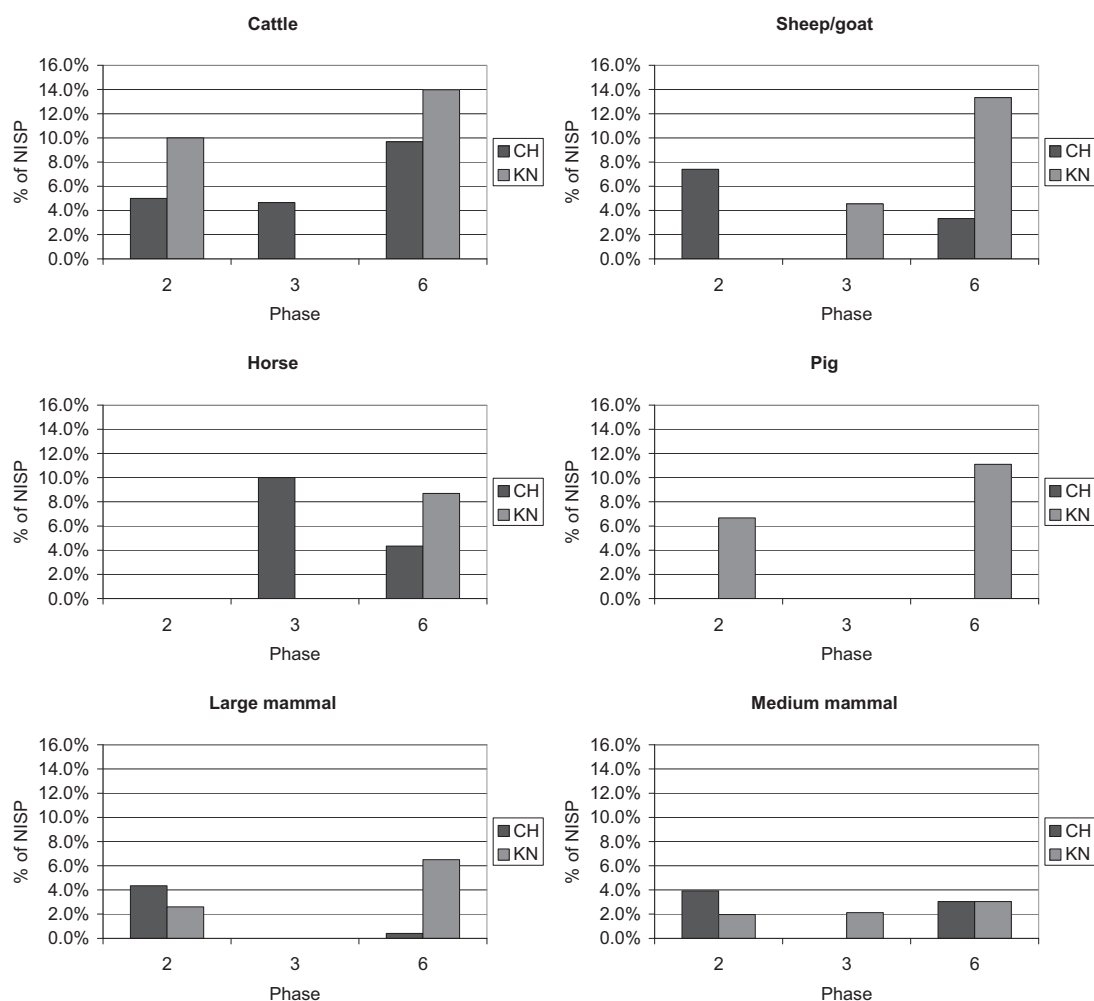 Cattle
16.0%
14.0%
12.0%
10.0%
8.0%
6.0%
4.0%
2.0%
0.0%
% of NISP
2 3 6
Phase
CH
KN
Sheep/goat
16.0%
14.0%
12.0%
10.0%
8.0%
6.0%
4.0%
2.0%
0.0%
% of NISP
2 3 6
Phase
CH
KN
Horse
16.0%
14.0%
12.0%
10.0%
8.0%
6.0%
4.0%
2.0%
0.0%
% of NISP
2 3 6
Phase
CH
KN
Pig
16.0%
14.0%
12.0%
10.0%
8.0%
6.0%
4.0%
2.0%
0.0%
% of NISP
2 3 6
Phase
CH
KN
Large mammal
16.0%
14.0%
12.0%
10.0%
8.0%
6.0%
4.0%
2.0%
0.0%
% of NISP
2 3 6
Phase
CH
KN
Medium mammal
16.0%
14.0%
12.0%
10.0%
8.0%
6.0%
4.0%
2.0%
0.0%
% of NISP
2 3 6
Phase
CH
KN